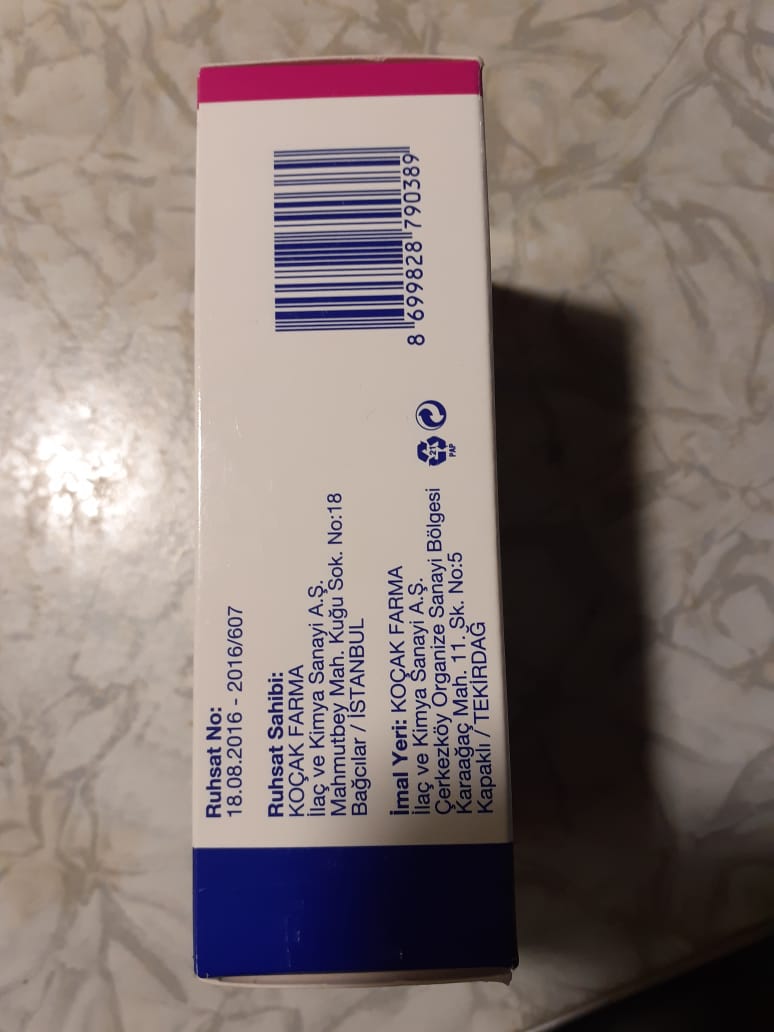 Ruhsat No:
18.08.2016 - 2016/607
Ruhsat Sahibi:
KOÇAK FARMA
İlaç ve Kimya Sanayi A.Ş.
Mahmutbey Mah. Kuğu Sok. No:18
Bağcılar / İSTANBUL
İmal Yeri: KOÇAK FARMA
İlaç ve Kimya Sanayi A.Ş.
Çerkezköy Organize Sanayi Bölgesi
Karaağaç Mah. 11. Sk. No:5
Kapaklı / TEKİRDAĞ
21
PAP
8 699828 790389